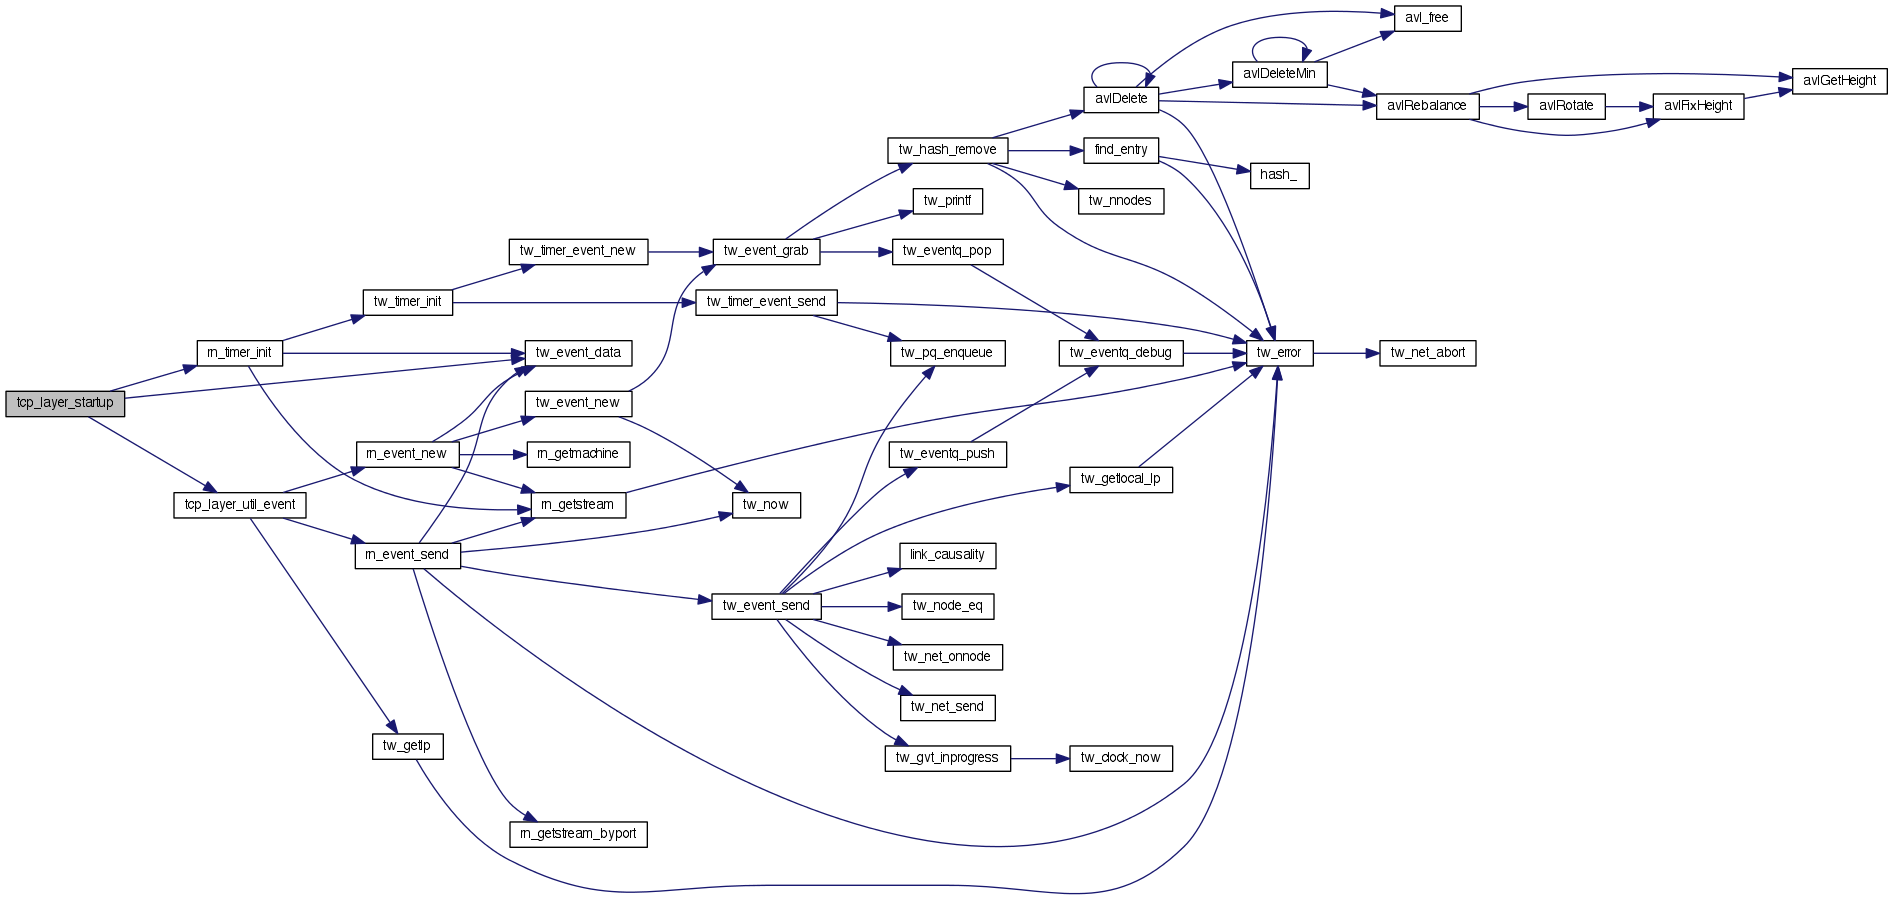 avl_free
avlDeleteMin
avlGetHeight
avlDelete
avlRebalance
avlRotate
avlFixHeight
tw_hash_remove
find_entry
hash_
tw_printf
tw_nnodes
tw_timer_event_new
tw_event_grab
tw_eventq_pop
tw_timer_init
tw_timer_event_send
rn_timer_init
tw_event_data
tw_pq_enqueue
tw_eventq_debug
tw_error
tw_net_abort
tcp_layer_startup
tw_event_new
rn_event_new
rn_getmachine
tw_eventq_push
tw_getlocal_lp
tcp_layer_util_event
rn_getstream
tw_now
rn_event_send
link_causality
tw_event_send
tw_node_eq
tw_net_onnode
tw_net_send
tw_getlp
tw_gvt_inprogress
tw_clock_now
rn_getstream_byport